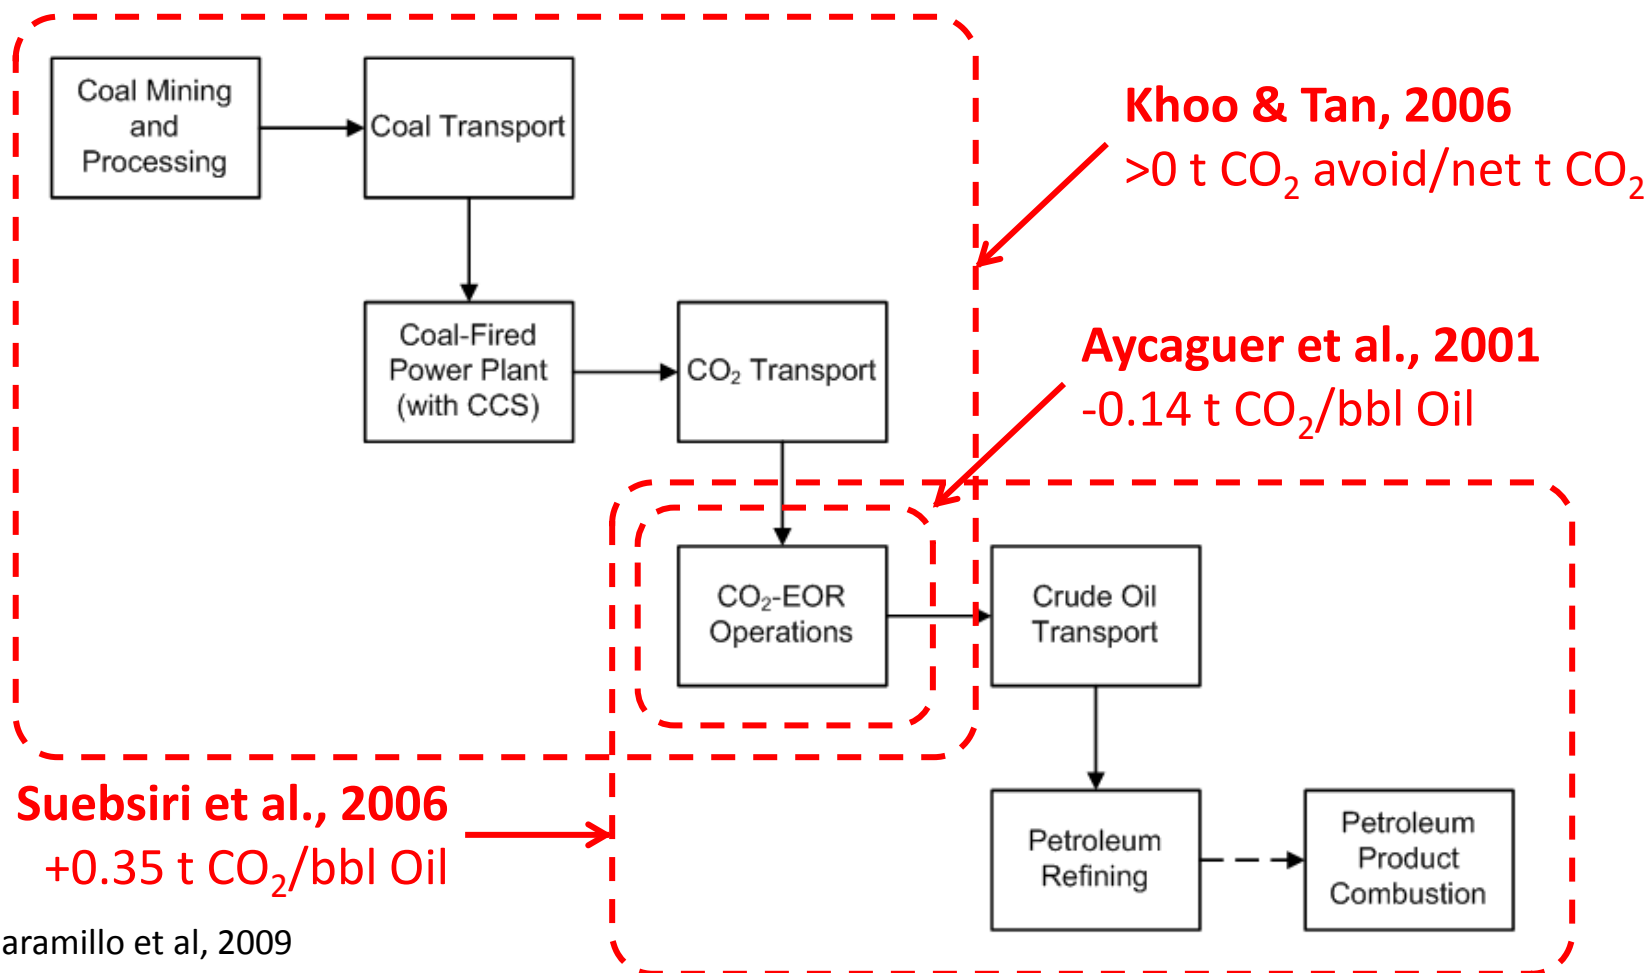 Coal Mining
and
Processing
Coal Transport
Khoo & Tan, 2006
>0 t CO₂ avoid/net t CO₂
Coal-Fired
Power Plant
(with CCS)
CO₂ Transport
Aycaguer et al., 2001
-0.14 t CO₂/bbl Oil
CO₂-EOR
Operations
Crude Oil
Transport
Suebsiri et al., 2006
+0.35 t CO₂/bbl Oil
Petroleum
Refining
Petroleum
Product
Combustion
aramillo et al, 2009